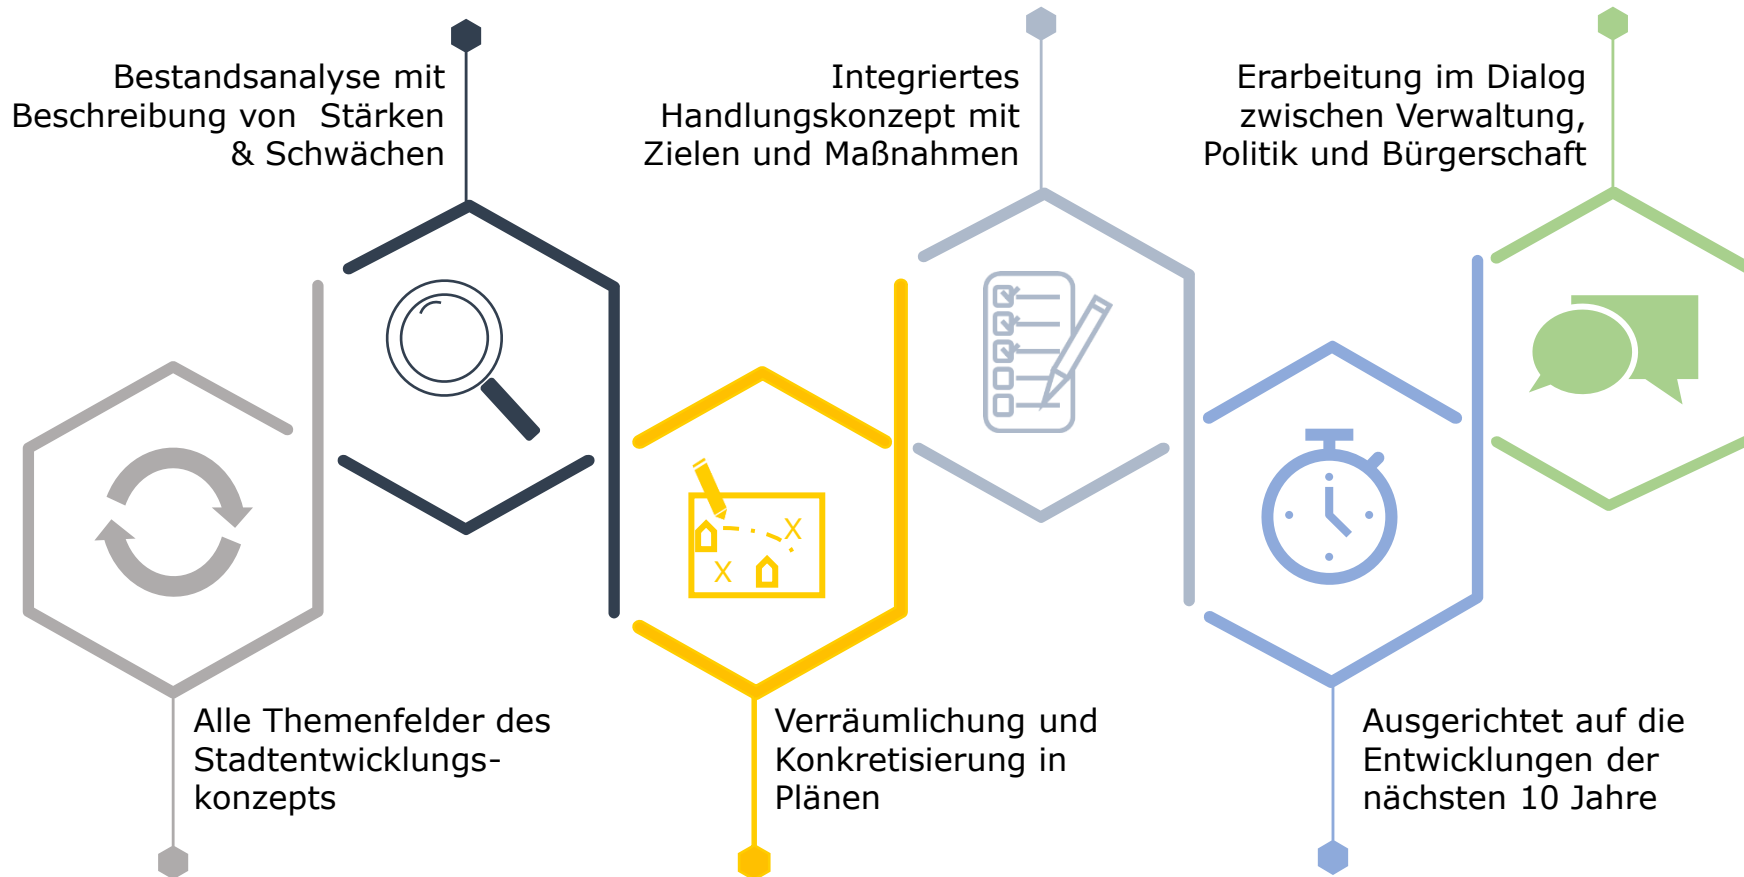 Bestandsanalyse mit
Beschreibung von Stärken
& Schwächen
Integriertes
Handlungskonzept mit
Zielen und Maßnahmen
Erarbeitung im Dialog
zwischen Verwaltung,
Politik und Bürgerschaft
X
X
Alle Themenfelder des
Stadtentwicklungs-
konzepts
Verräumlichung und
Konkretisierung in
Plänen
Ausgerichtet auf die
Entwicklungen der
nächsten 10 Jahre